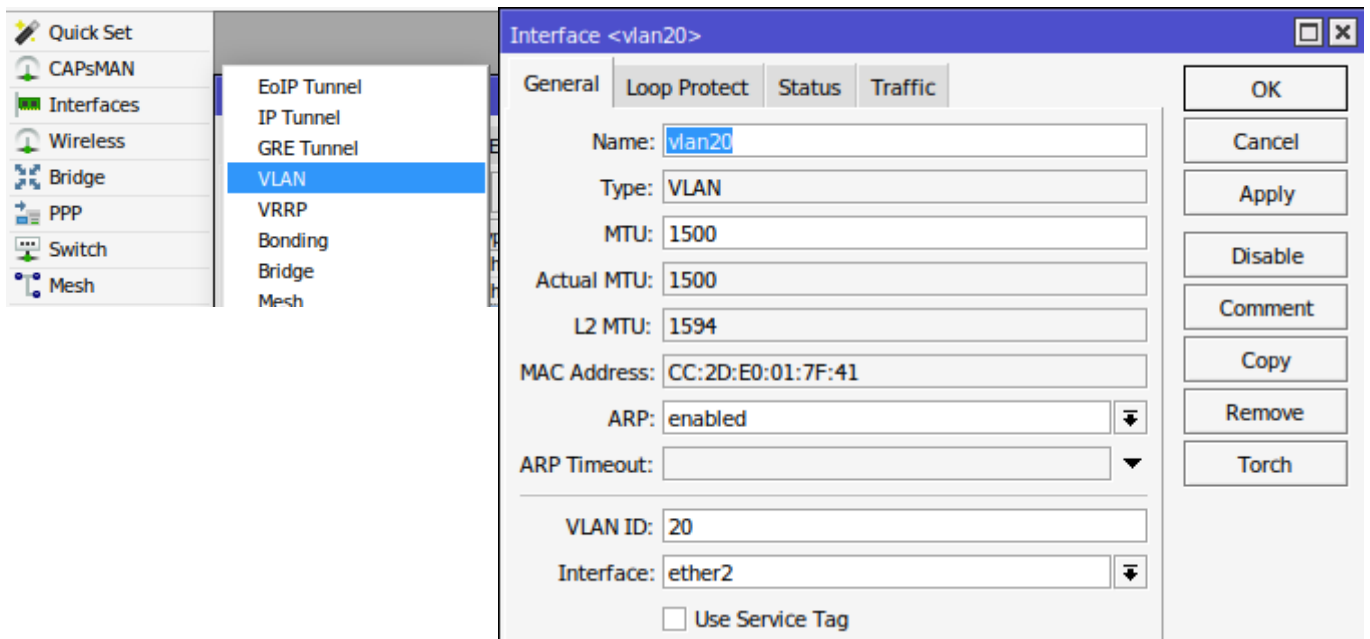 Quick Set
CAPsMAN
Interfaces
Wireless
Bridge
PPP
Switch
Mesh
EoIP Tunnel
IP Tunnel
GRE Tunnel
VLAN
VRRP
Bonding
Bridge
Mesh
Interface <vlan20>
General Loop Protect Status Traffic
Name: vlan20
Type: VLAN
MTU: 1500
Actual MTU: 1500
L2 MTU: 1594
MAC Address: CC:2D:E0:01:7F:41
ARP: enabled
ARP Timeout:
VLAN ID: 20
Interface: ether2
Use Service Tag
OK
Cancel
Apply
Disable
Comment
Copy
Remove
Torch